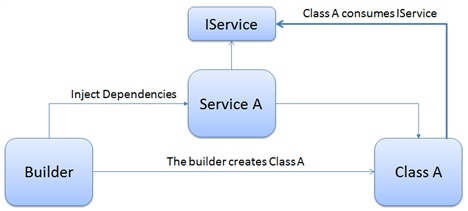 Class A consumes IService
IService
Inject Dependencies
Service A
Builder
The builder creates Class A
Class A